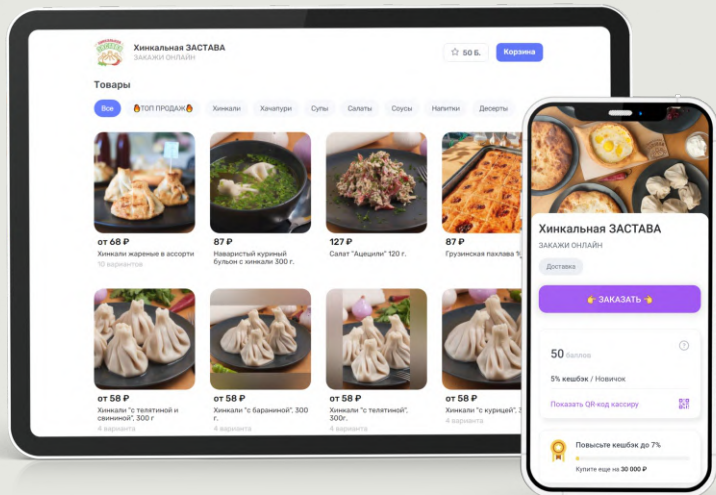 ХИНКАЛЬНАЯ
ЗАСТАВА
Хинкальная ЗАСТАВА
ЗАКАЖИ ОНЛАЙН
50 Б.
Корзина
Товары
Все
ТОП ПРОДАЖ
Хинкали
Хачапури
Супы
Салаты
Соусы
Напитки
Десерты
от 68 ₽
Хинкали жареные в ассорти
10 вариантов
87 ₽
Наваристый куриный
бульон с хинкали 300 г.
127 ₽
Салат "Ацецили" 120 г.
87 ₽
Грузинская пахлава
от 58 ₽
Хинкали "с телятиной и
свининой", 300 г
4 варианта
от 58 ₽
Хинкали "с бараниной", 300
г.
4 варианта
от 58 ₽
Хинкали "с телятиной",
300г.
4 варианта
от 58 ₽
Хинкали "с курицей",
4 варианта
Хинкальная ЗАСТАВА
ЗАКАЖИ ОНЛАЙН
Доставка
ЗАКАЗАТЬ
50 баллов
?
5% кешбэк / Новичок
Показать QR-код кассиру
Повысьте кешбэк до 7%
Купите еще на 30 000 ₽